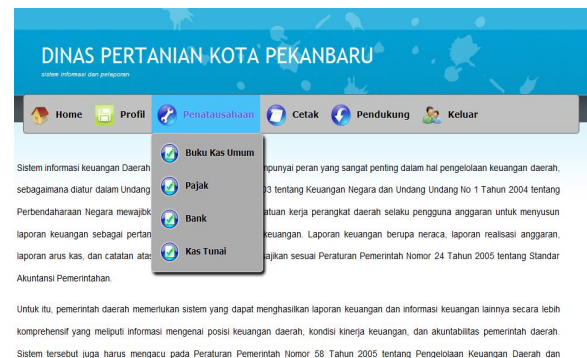 DINAS PERTANIAN KOTA PEKANBARU
sistem informasi dan pelaporan
Home Profil Penatausahaan Cetak Pendukung Keluar
Buku Kas Umum
Pajak
Bank
Kas Tunai
Sistem informasi keuangan Daerah mpunyai peran yang sangat penting dalam hal pengelolaan keuangan daerah,
sebagaimana diatur dalam Undang 03 tentang Keuangan Negara dan Undang Undang No 1 Tahun 2004 tentang
Perbendaharaan Negara mewajibk atuan kerja perangkat daerah selaku pengguna anggaran untuk menyusun
laporan keuangan sebagai pertan keuangan. Laporan keuangan berupa neraca, laporan realisasi anggaran,
laporan arus kas, dan catatan atas sajikan sesuai Peraturan Pemerintah Nomor 24 Tahun 2005 tentang Standar
Akuntansi Pemerintahan.
Untuk itu, pemerintah daerah memerlukan sistem yang dapat menghasilkan laporan keuangan dan informasi keuangan lainnya secara lebih
komprehensif yang meliputi informasi mengenai posisi keuangan daerah, kondisi kinerja keuangan, dan akuntabilitas pemerintah daerah.
Sistem tersebut juga harus mengacu pada Peraturan Pemerintah Nomor 58 Tahun 2005 tentang Pengelolaan Keuangan Daerah dan